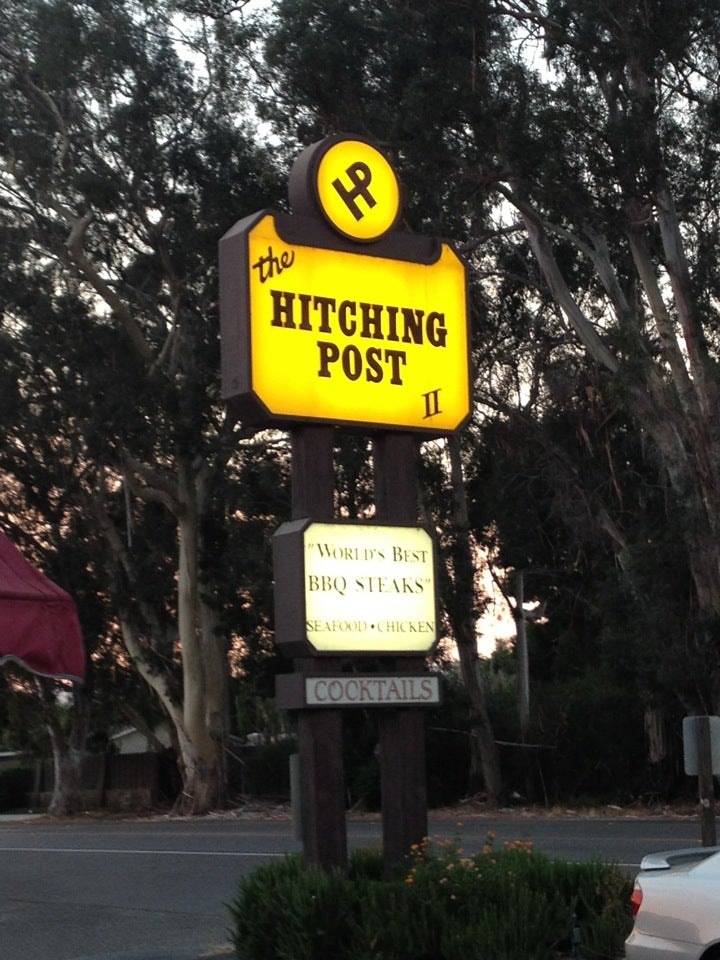 HP
the
HITCHING
POST
II
"WORLD'S BEST
BBQ STEAKS"
SEAFOOD • CHICKEN
COCKTAILS